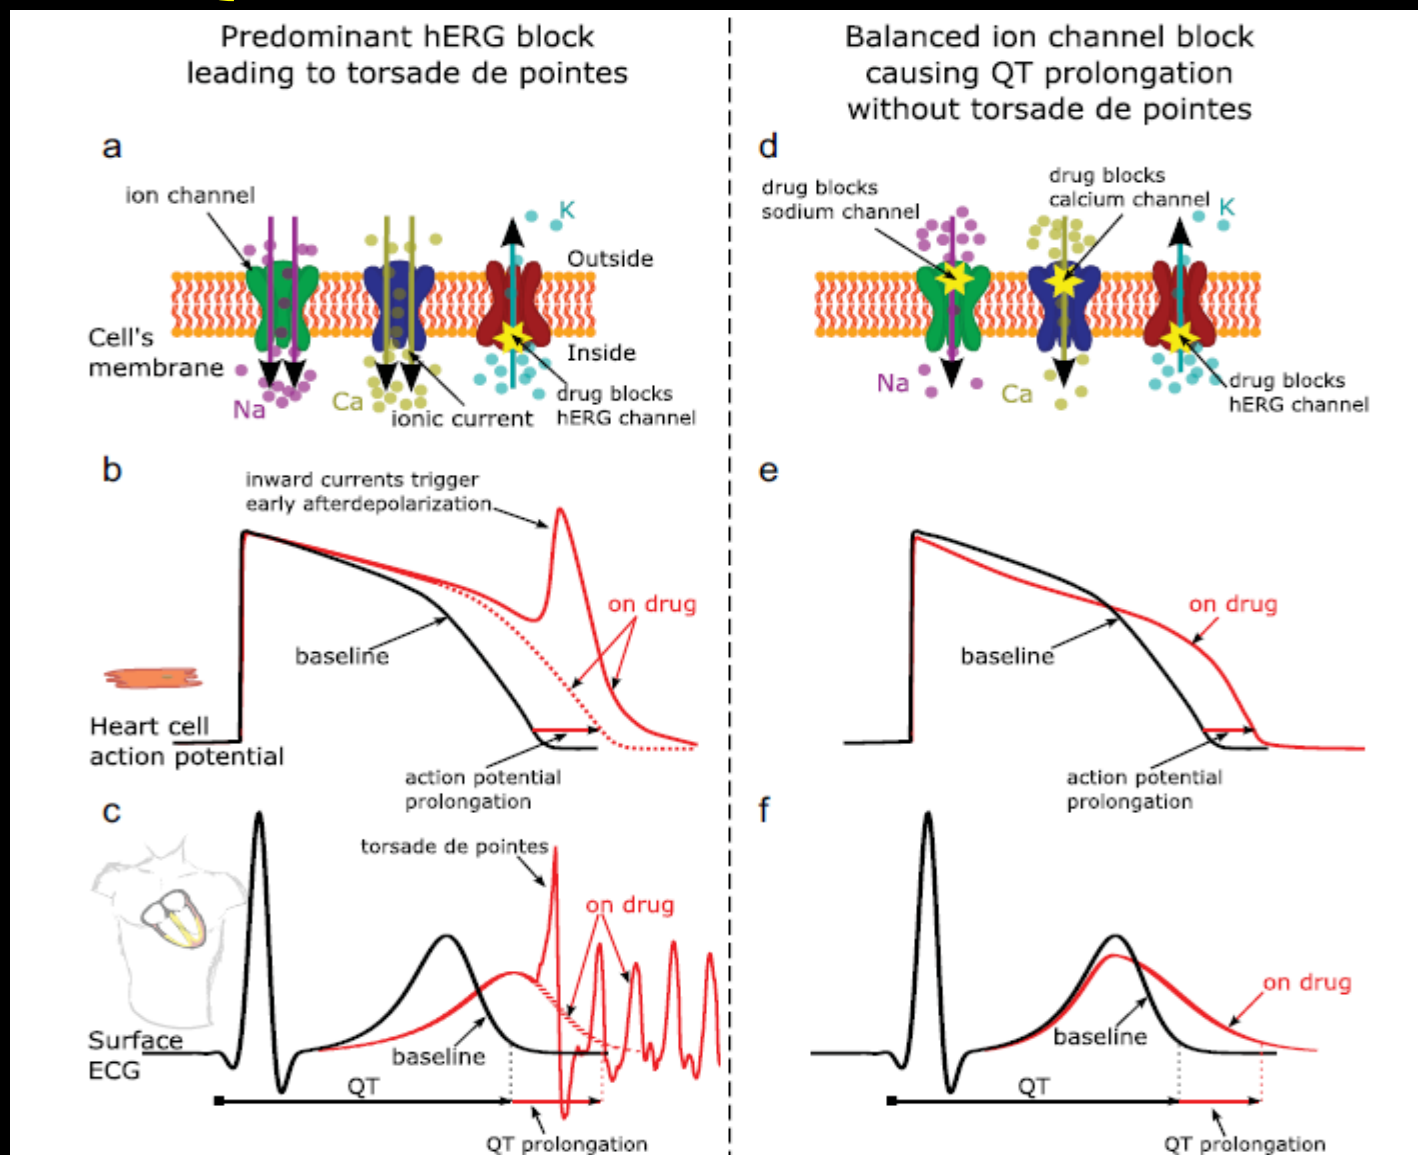 Predominant hERG block
leading to torsade de pointes
a
ion channel
K
Outside
Cell's
membrane
Inside
Na
Ca
ionic current
drug blocks
hERG channel
b
inward currents trigger
early afterdepolarization
on drug
baseline
Heart cell
action potential
action potential
prolongation
c
torsade de pointes
on drug
baseline
Surface
ECG
QT
QT prolongation
Balanced ion channel block
causing QT prolongation
without torsade de pointes
d
drug blocks
sodium channel
drug blocks
calcium channel
K
Na
Ca
drug blocks
hERG channel
e
on drug
baseline
action potential
prolongation
f
on drug
baseline
QT
QT prolongation